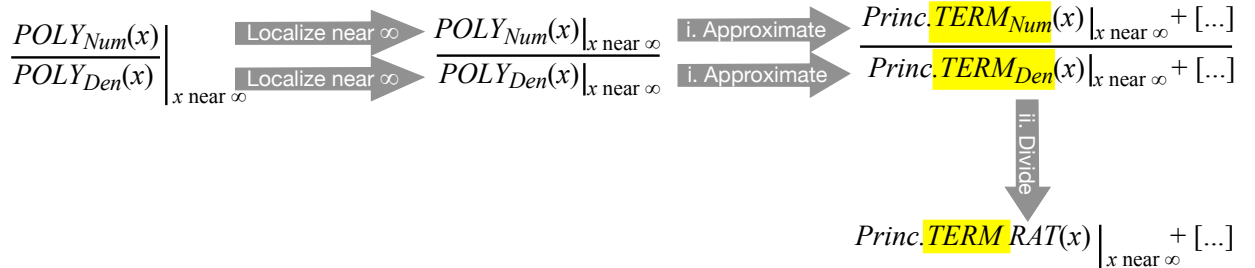 POLY_Num(x) / POLY_Den(x) |x near ∞
Localize near ∞
Localize near ∞
POLY_Num(x)|x near ∞ / POLY_Den(x)|x near ∞
i. Approximate
i. Approximate
Princ.TERM_Num(x)|x near ∞ + [...]
Princ.TERM_Den(x)|x near ∞ + [...]
ii. Divide
Princ.TERM RAT(x)|x near ∞ + [...]